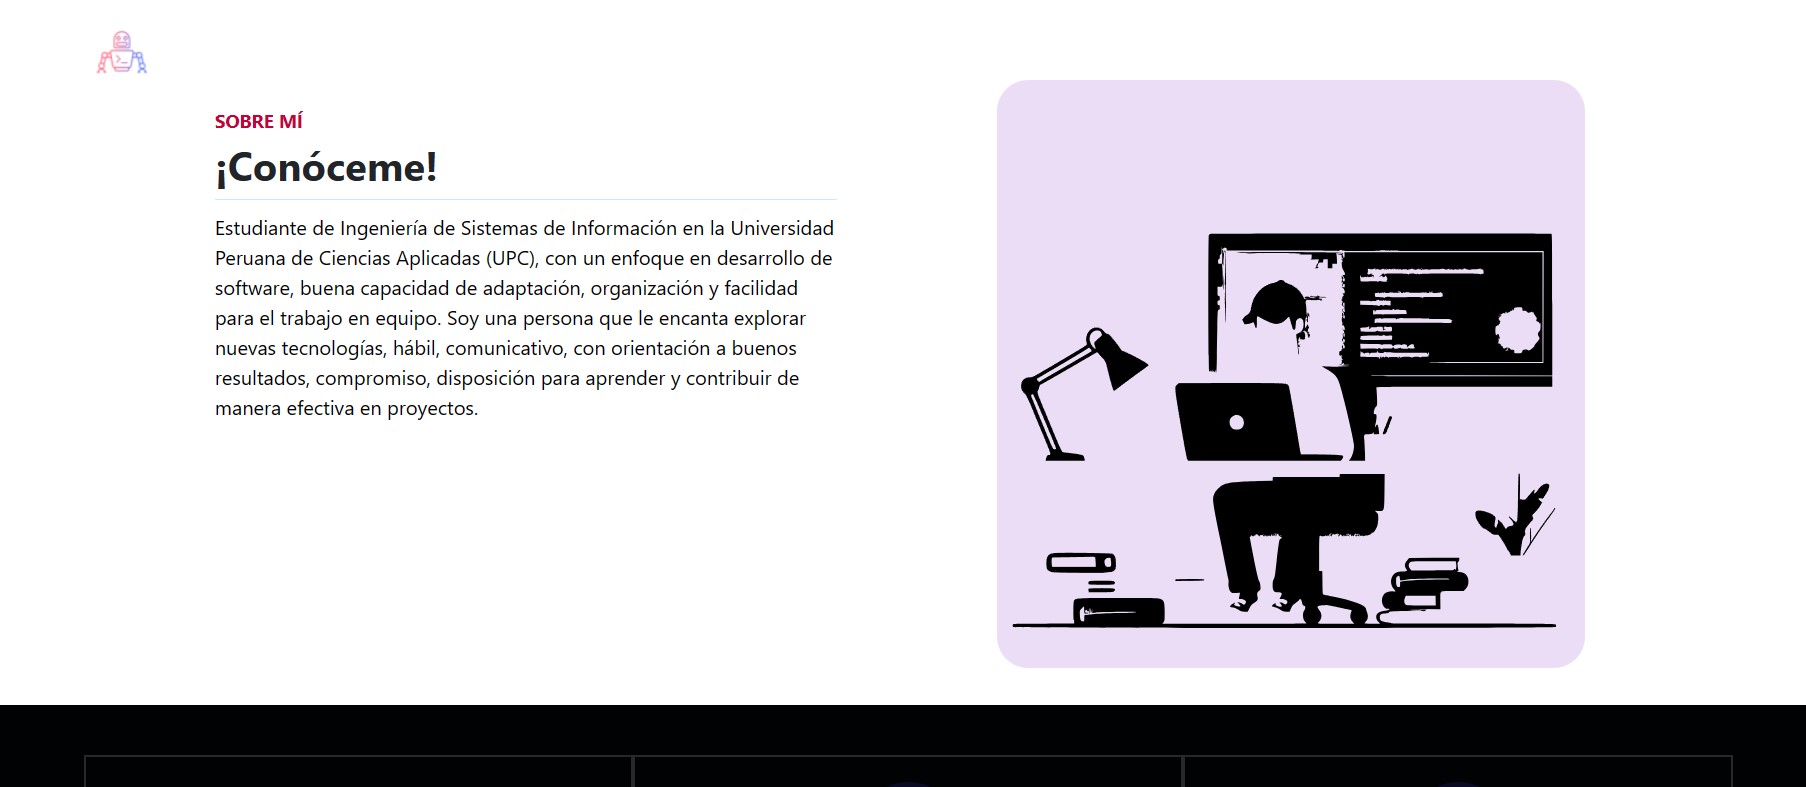 SOBRE MÍ
¡Conóceme!
Estudiante de Ingeniería de Sistemas de Información en la Universidad
Peruana de Ciencias Aplicadas (UPC), con un enfoque en desarrollo de
software, buena capacidad de adaptación, organización y facilidad
para el trabajo en equipo. Soy una persona que le encanta explorar
nuevas tecnologías, hábil, comunicativo, con orientación a buenos
resultados, compromiso, disposición para aprender y contribuir de
manera efectiva en proyectos.